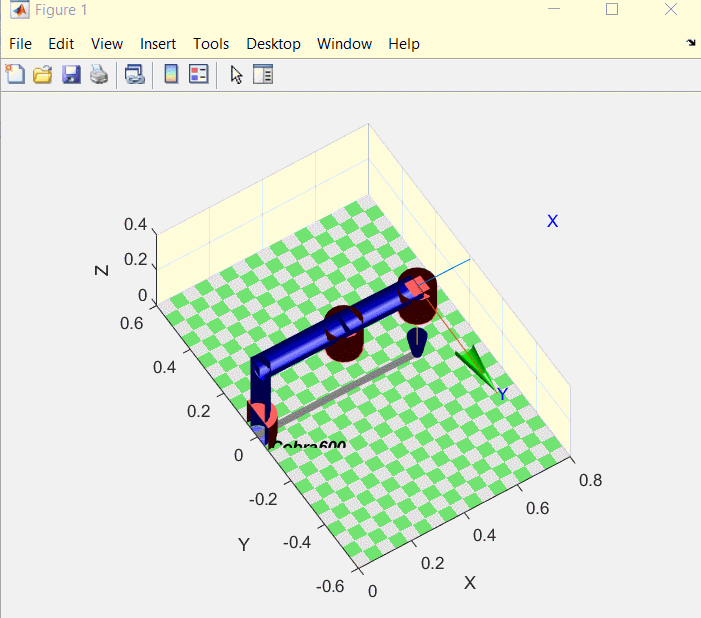 Figure 1
File Edit View Insert Tools Desktop Window Help
X
0.4
0.2
0
Z
0.6
0.4
0.2
0
-0.2
-0.4
-0.6
Y
Cobra600
Y
0.8
0.6
0.4
0.2
0
X